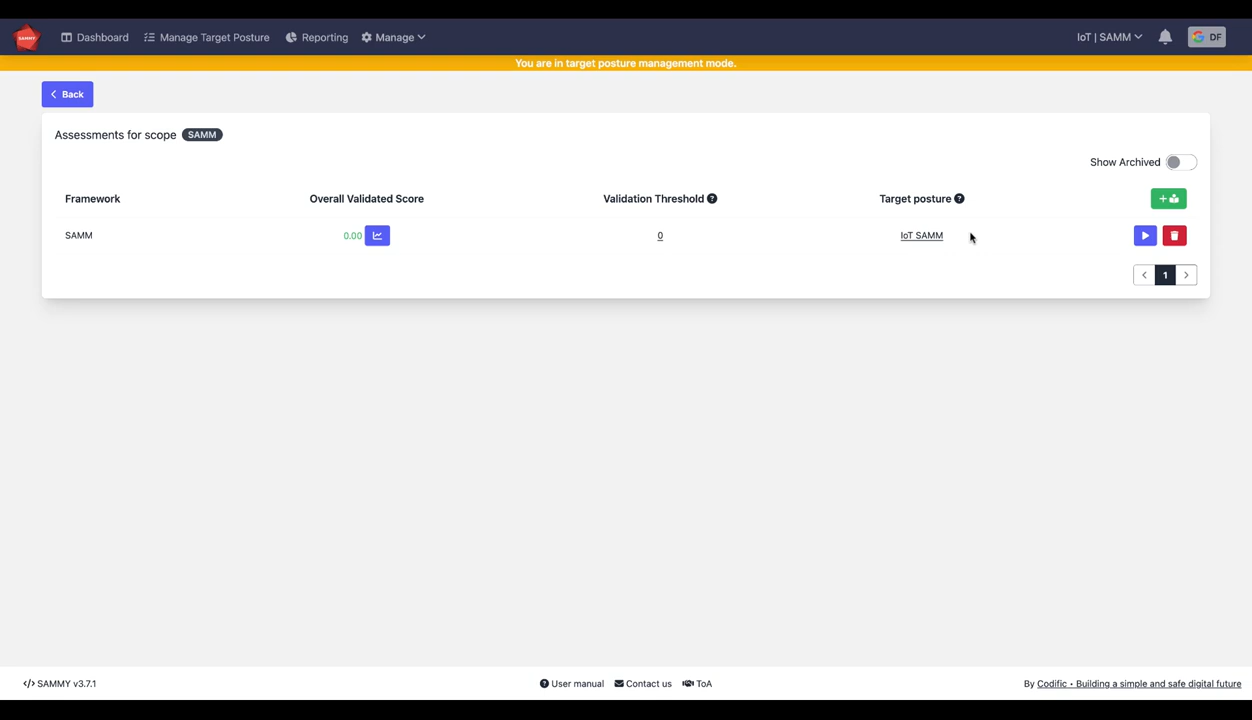 Dashboard
Manage Target Posture
Reporting
Manage
IoT | SAMM
DF
You are in target posture management mode.
Back
Assessments for scope SAMM
Show Archived
Framework
Overall Validated Score
Validation Threshold
Target posture
SAMM
0.00
0
IoT SAMM
1
</> SAMMY v3.7.1
User manual
Contact us
ToA
By Codific • Building a simple and safe digital future